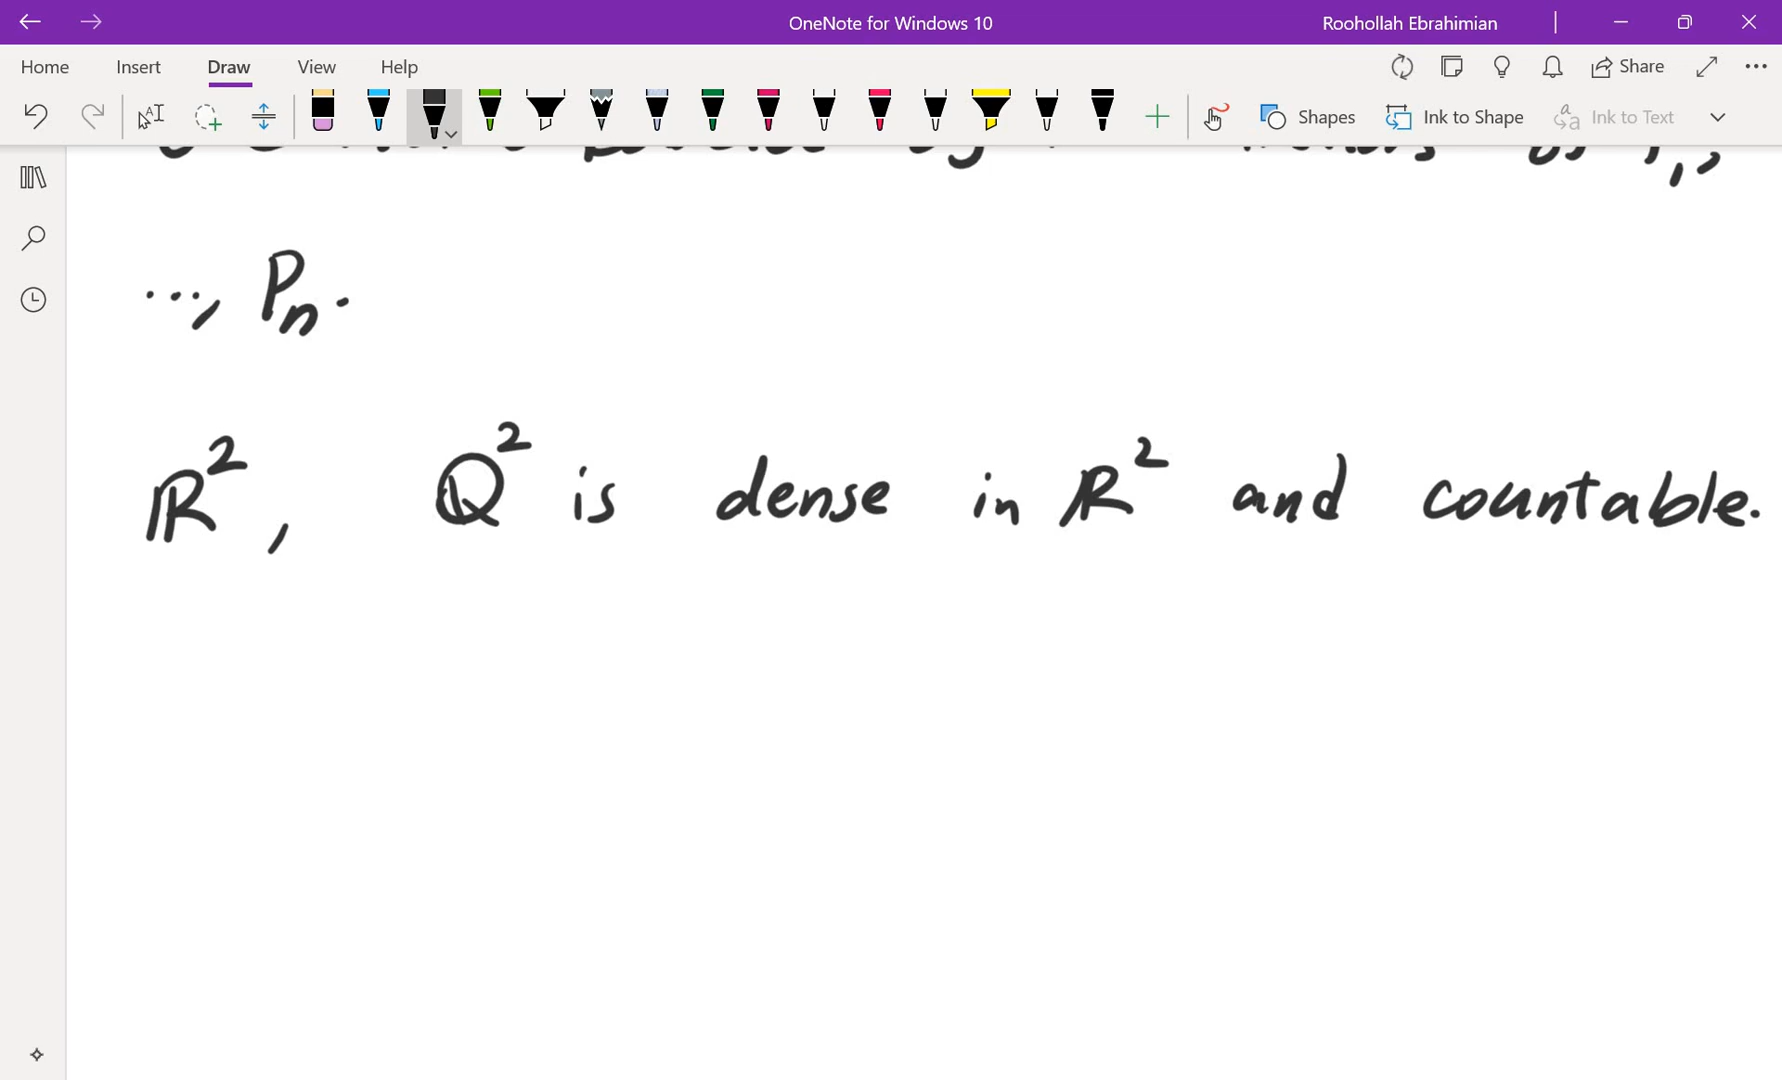 OneNote for Windows 10
Roohollah Ebrahimian
Home Insert Draw View Help
Share
Shapes Ink to Shape Ink to Text
..., Pₙ.
ℝ², ℚ² is dense in ℝ² and countable.